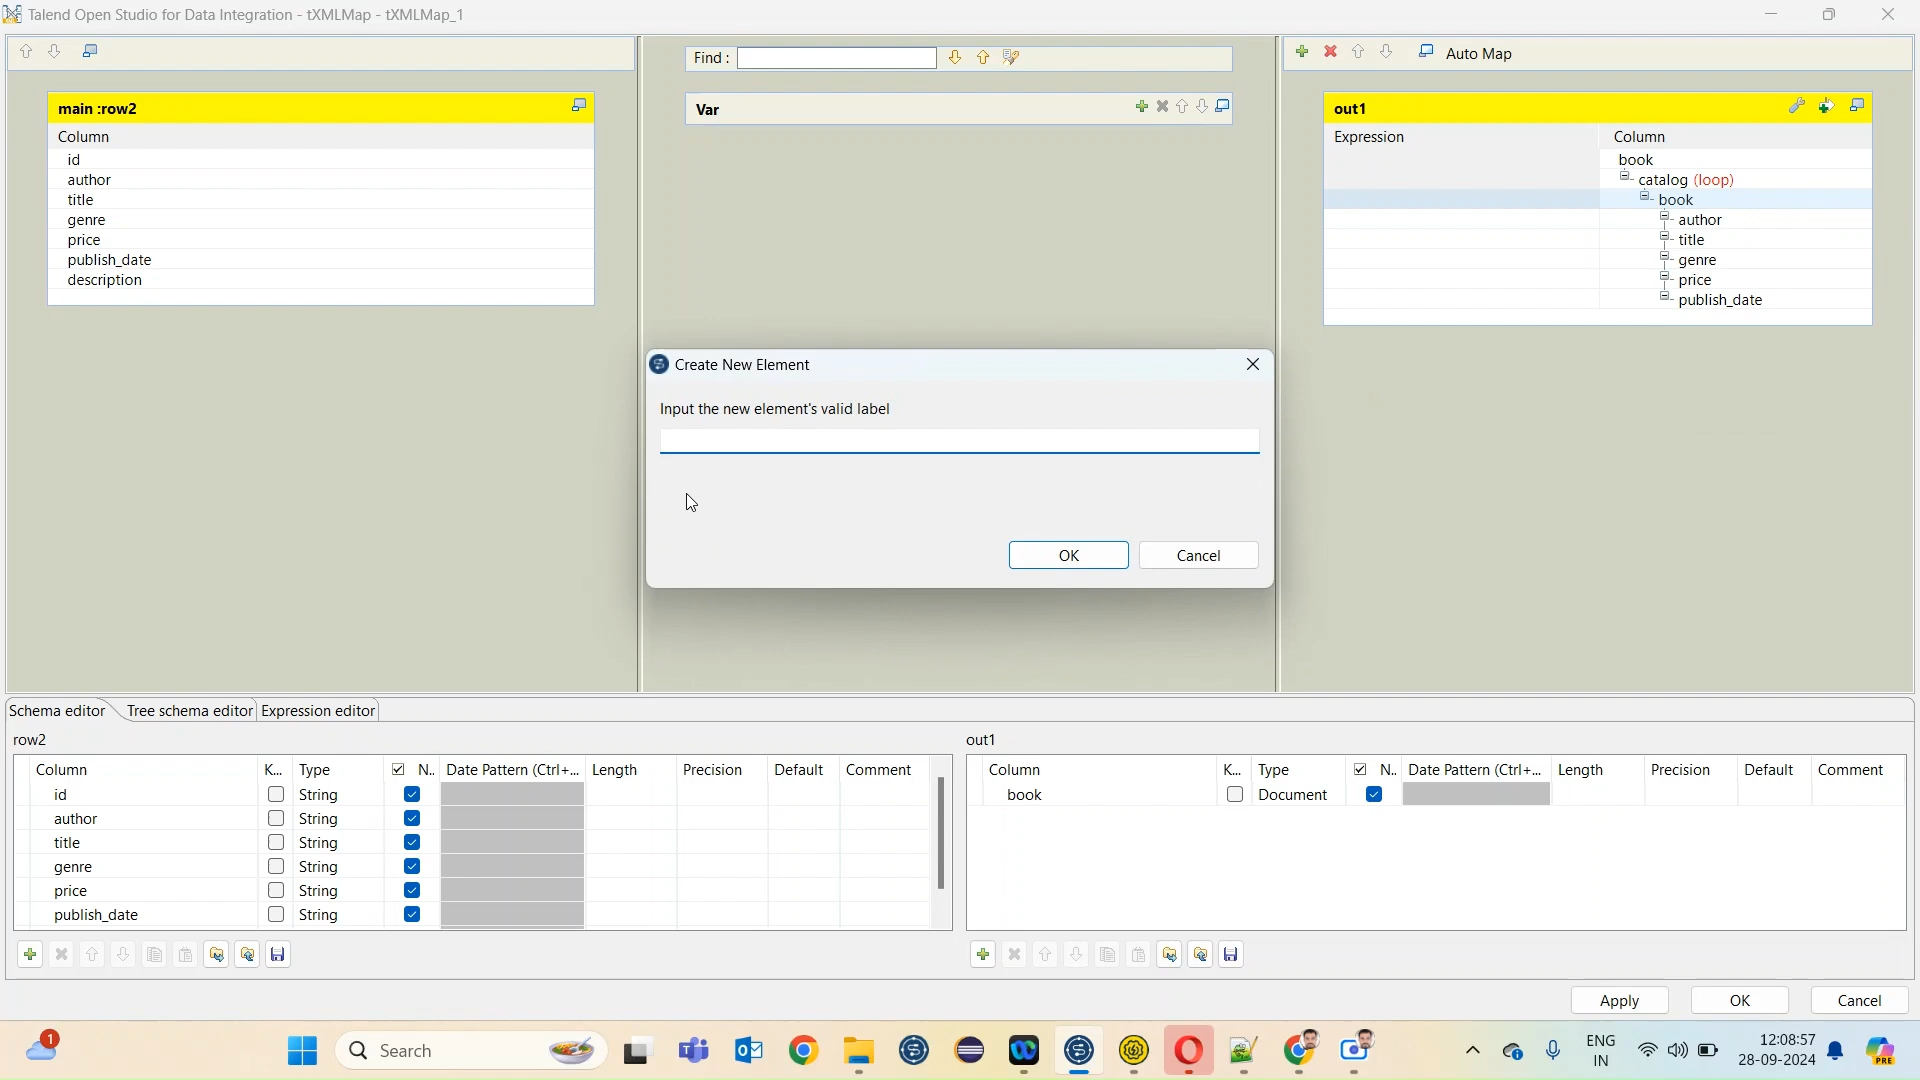 Talend Open Studio for Data Integration - tXMLMap - tXMLMap_1
Find :
Auto Map
main :row2
Column
id
author
title
genre
price
publish_date
description
Var
out1
Expression Column
book
catalog (loop)
book
author
title
genre
price
publish_date
Create New Element
Input the new element's valid label
OK Cancel
Schema editor Tree schema editor Expression editor
row2
Column K... Type N.. Date Pattern (Ctrl+... Length Precision Default Comment
id String
author String
title String
genre String
price String
publish_date String
out1
Column K... Type N.. Date Pattern (Ctrl+... Length Precision Default Comment
book Document
Apply OK Cancel
1
Search
PRE
ENG
IN
12:08:57
28-09-2024